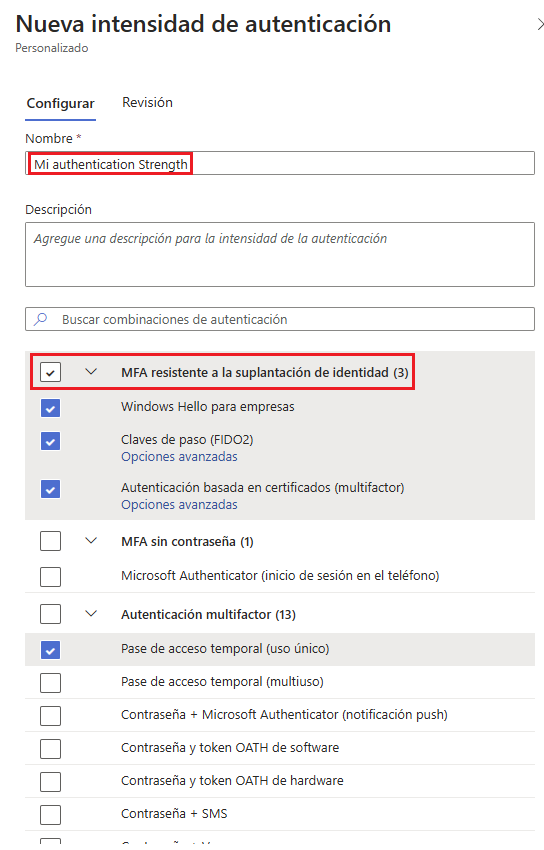 Nueva intensidad de autenticación
Personalizado
Configurar
Revisión
Nombre *
Mi authentication Strength
Descripción
Agregue una descripción para la intensidad de la autenticación
Buscar combinaciones de autenticación
MFA resistente a la suplantación de identidad (3)
Windows Hello para empresas
Claves de paso (FIDO2)
Opciones avanzadas
Autenticación basada en certificados (multifactor)
Opciones avanzadas
MFA sin contraseña (1)
Microsoft Authenticator (inicio de sesión en el teléfono)
Autenticación multifactor (13)
Pase de acceso temporal (uso único)
Pase de acceso temporal (multiuso)
Contraseña + Microsoft Authenticator (notificación push)
Contraseña y token OATH de software
Contraseña y token OATH de hardware
Contraseña + SMS